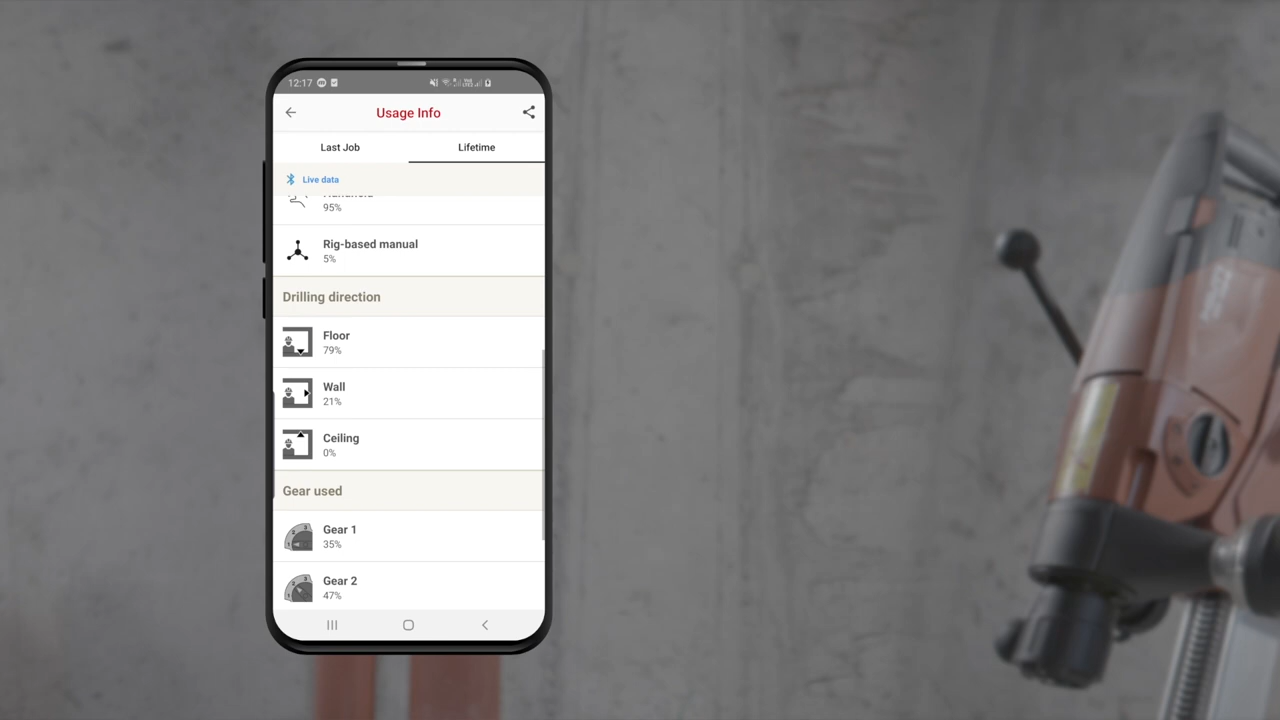 12:17
Usage Info
Last Job
Lifetime
Live data
95%
Rig-based manual
5%
Drilling direction
Floor
79%
Wall
21%
Ceiling
0%
Gear used
Gear 1
35%
Gear 2
47%